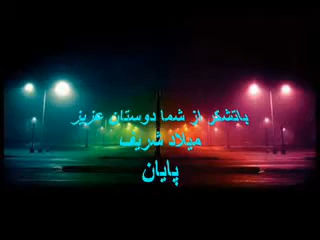 باتشکر از شما دوستان عزیز
میلاد شریف
پایان